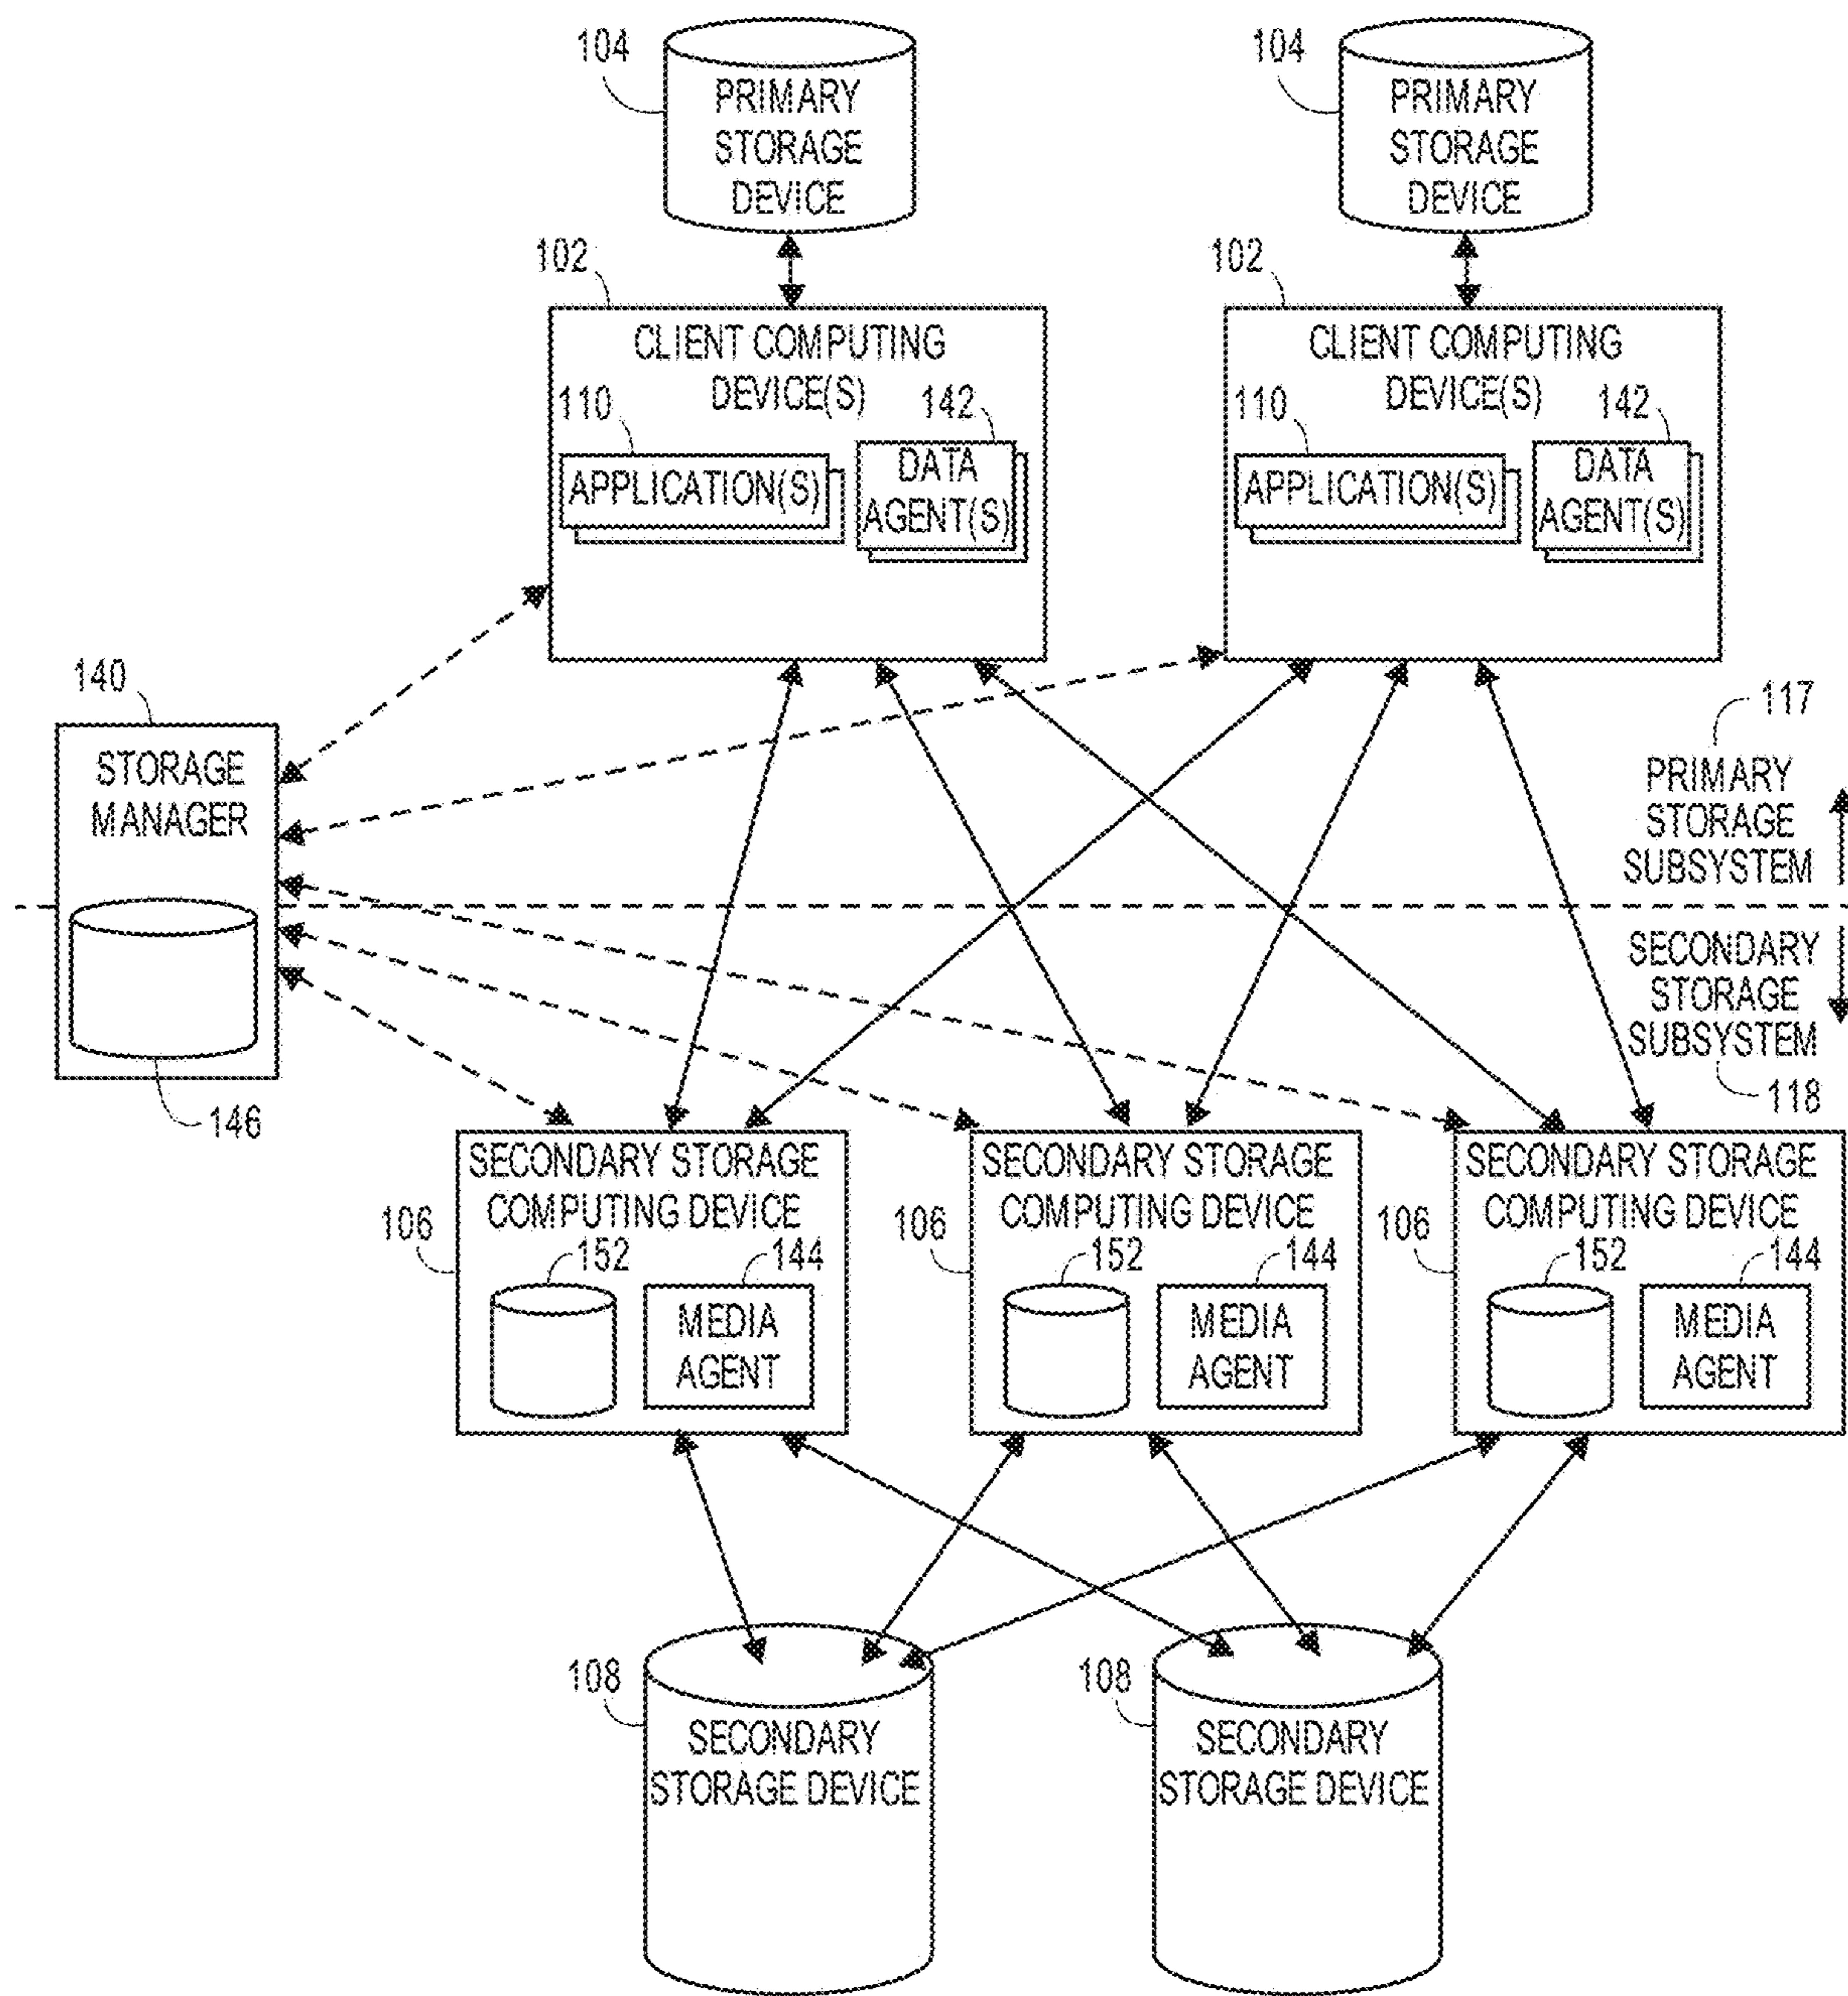 104
PRIMARY
STORAGE
DEVICE
104
PRIMARY
STORAGE
DEVICE
102
CLIENT COMPUTING
DEVICE(S)
110
142
APPLICATION(S)
DATA
AGENT(S)
102
CLIENT COMPUTING
DEVICE(S)
110
142
APPLICATION(S)
DATA
AGENT(S)
140
STORAGE
MANAGER
146
117
PRIMARY
STORAGE
SUBSYSTEM
SECONDARY
STORAGE
SUBSYSTEM
118
SECONDARY STORAGE
COMPUTING DEVICE
106
152
144
MEDIA
AGENT
SECONDARY STORAGE
COMPUTING DEVICE
106
152
144
MEDIA
AGENT
SECONDARY STORAGE
COMPUTING DEVICE
106
152
144
MEDIA
AGENT
108
SECONDARY
STORAGE DEVICE
108
SECONDARY
STORAGE DEVICE